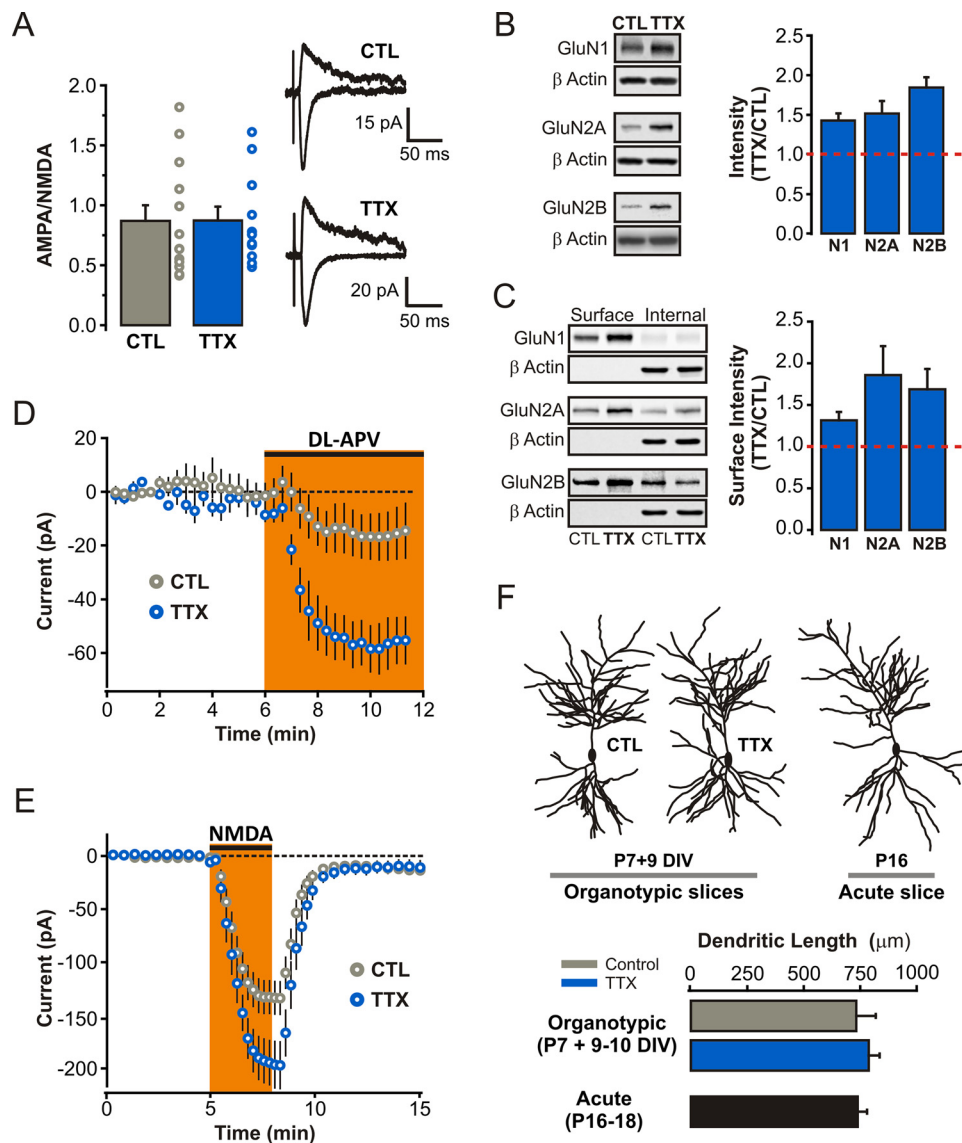 A
AMPA/NMDA
2.0
1.5
1.0
0.5
0.0
CTL
TTX
CTL
15 pA
50 ms
TTX
20 pA
50 ms
B
CTL TTX
GluN1
β Actin
GluN2A
β Actin
GluN2B
β Actin
Intensity
(TTX/CTL)
2.5
2.0
1.5
1.0
0.5
0.0
N1 N2A N2B
C
Surface Internal
GluN1
β Actin
GluN2A
β Actin
GluN2B
β Actin
CTL TTX CTL TTX
Surface Intensity
(TTX/CTL)
2.5
2.0
1.5
1.0
0.5
0.0
N1 N2A N2B
D
DL-APV
Current (pA)
20
0
-20
-40
-60
CTL
TTX
0 2 4 6 8 10 12
Time (min)
E
NMDA
Current (pA)
0
-50
-100
-150
-200
CTL
TTX
0 5 10 15
Time (min)
F
CTL
TTX
P7+9 DIV
Organotypic slices
P16
Acute slice
Dendritic Length (μm)
Control
TTX
0 250 500 750 1000
Organotypic
(P7 + 9-10 DIV)
Acute
(P16-18)